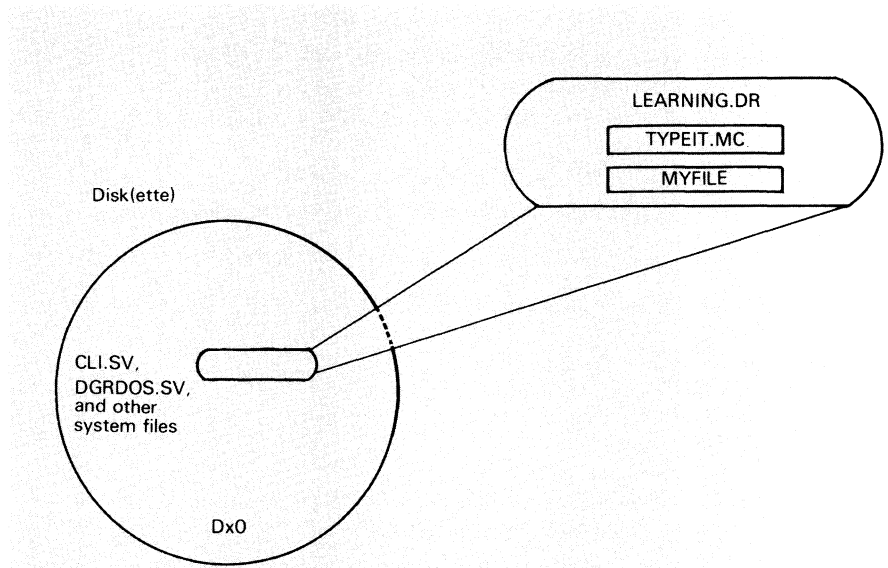 LEARNING.DR
TYPEIT.MC
MYFILE
Disk(ette)
CLI.SV,
DGRDOS.SV,
and other
system files
Dx0